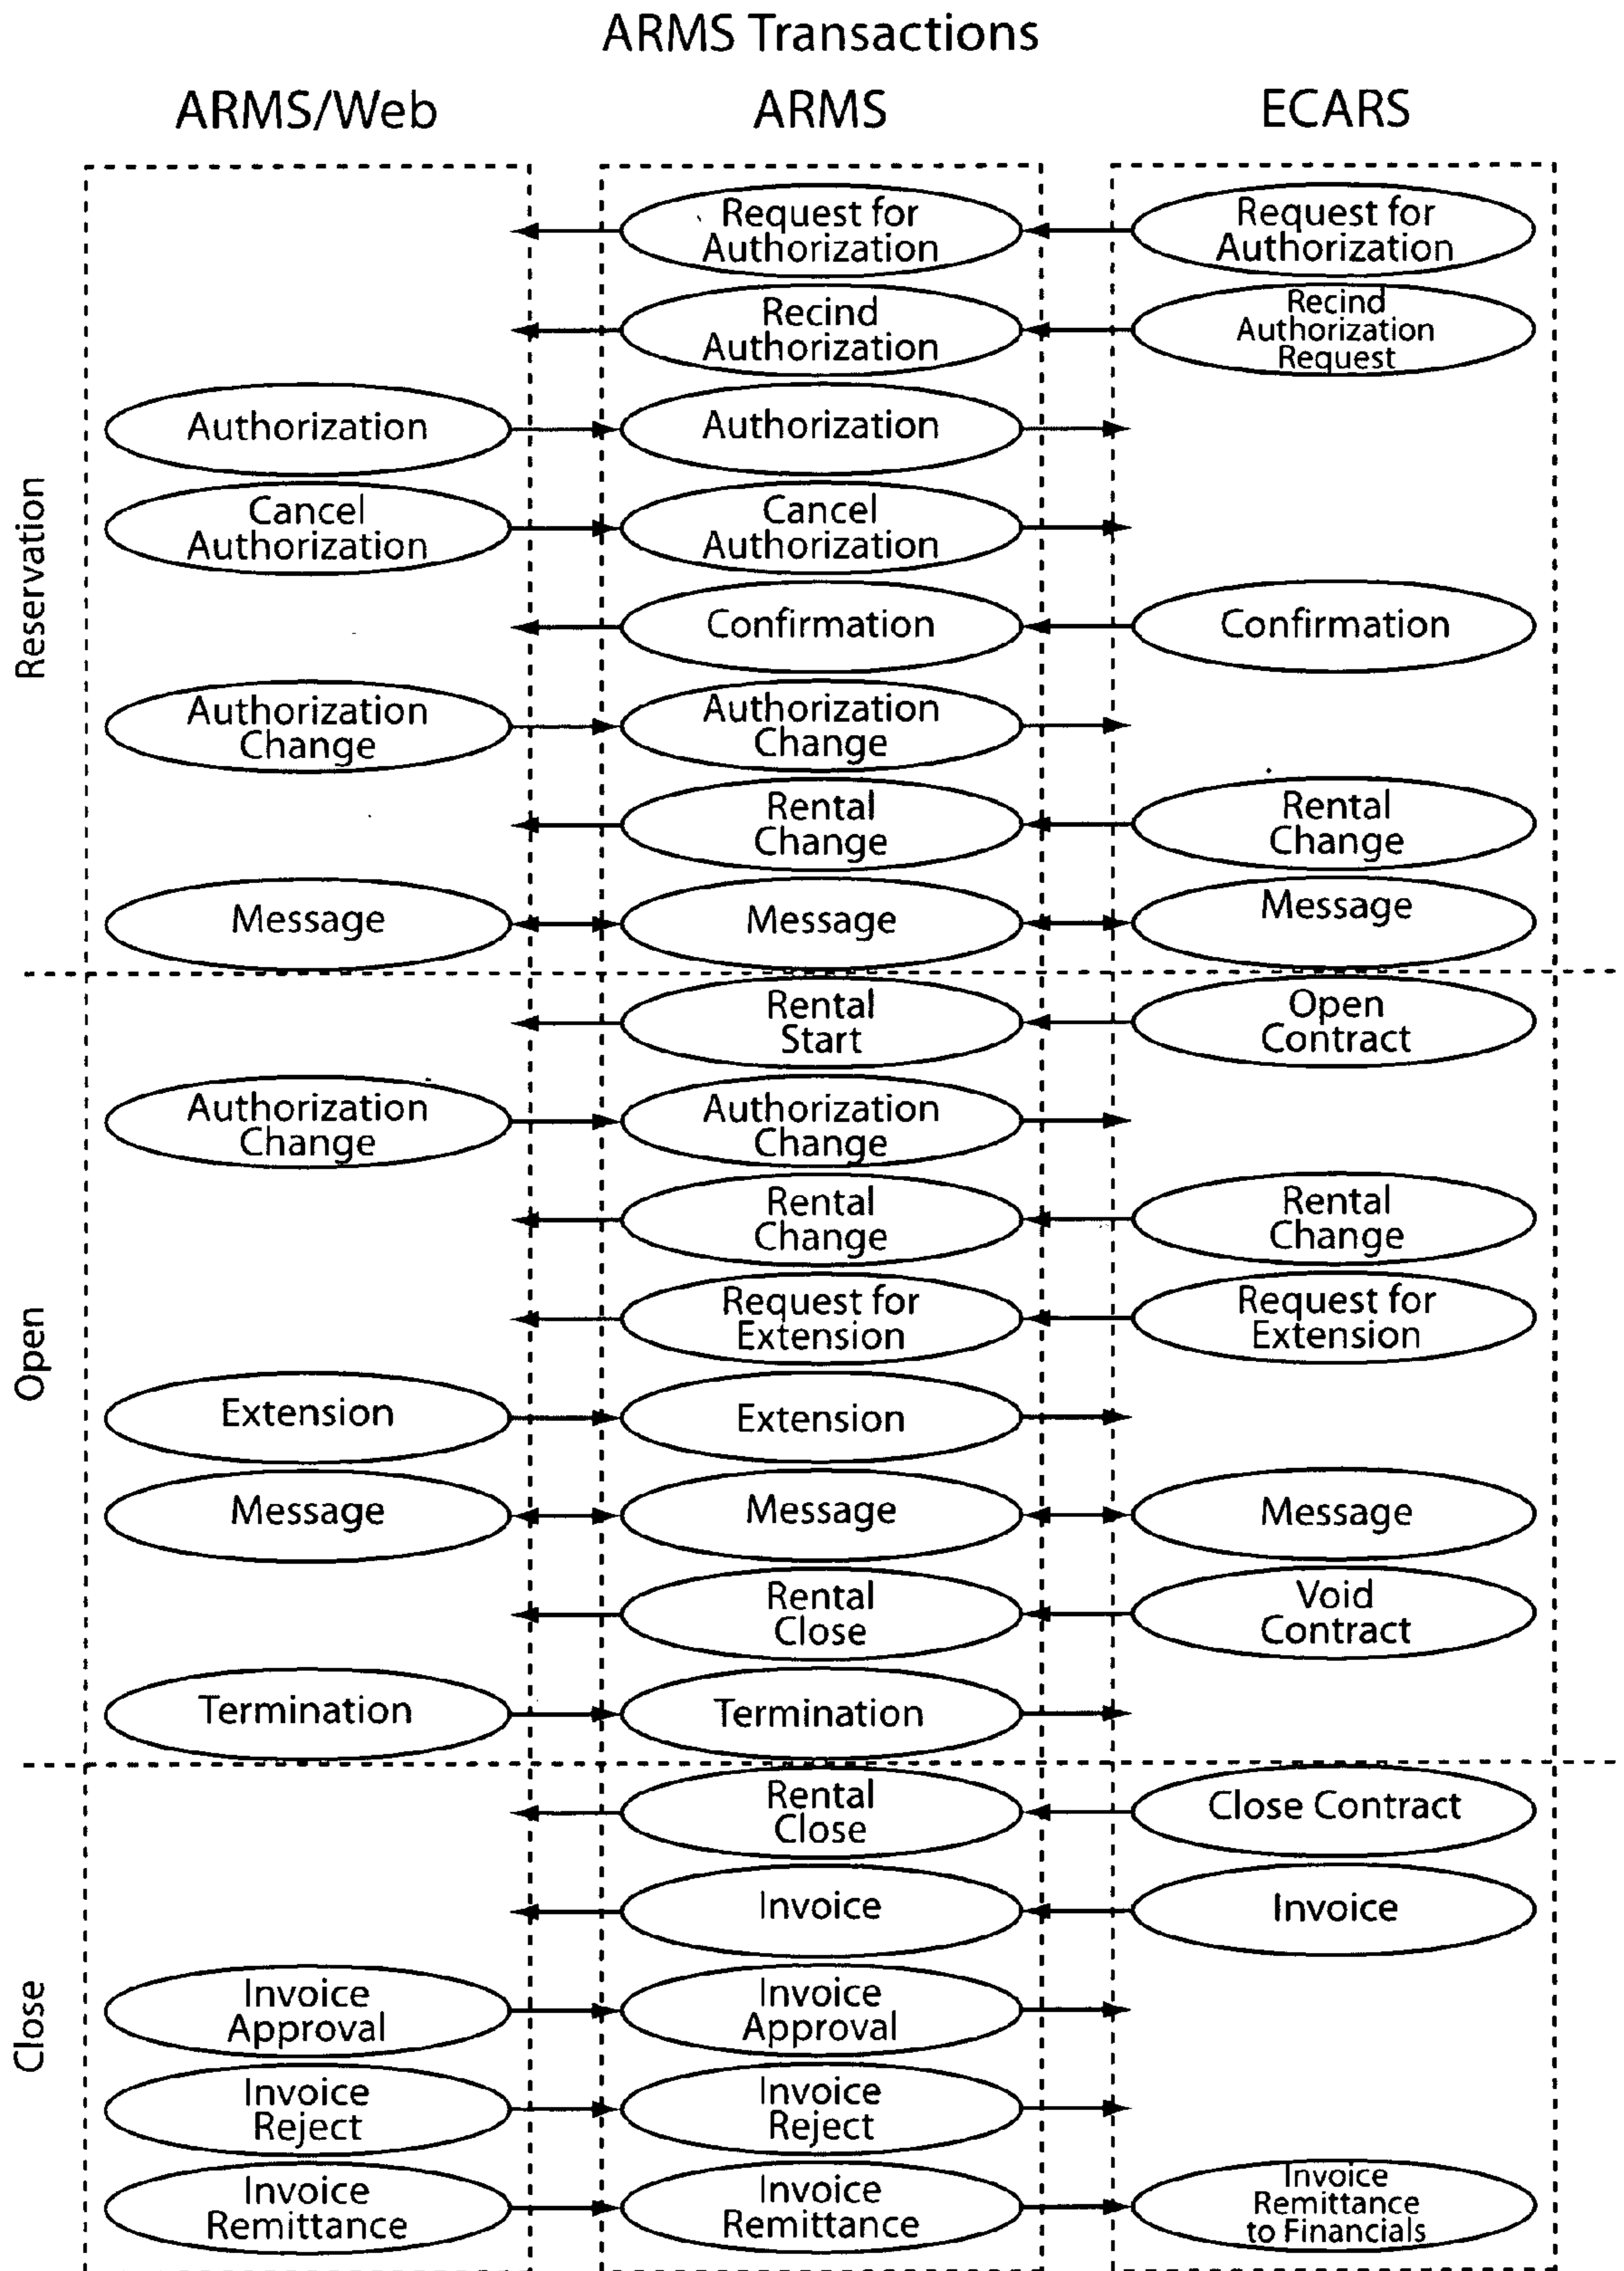 ARMS Transactions
ARMS/Web
ARMS
ECARS
Reservation
Request for
Authorization
Request for
Authorization
Recind
Authorization
Recind
Authorization
Request
Authorization
Authorization
Cancel
Authorization
Cancel
Authorization
Confirmation
Confirmation
Authorization
Change
Authorization
Change
Rental
Change
Rental
Change
Message
Message
Message
Open
Rental
Start
Open
Contract
Authorization
Change
Authorization
Change
Rental
Change
Rental
Change
Request for
Extension
Request for
Extension
Extension
Extension
Message
Message
Message
Rental
Close
Void
Contract
Termination
Termination
Close
Rental
Close
Close Contract
Invoice
Invoice
Invoice
Approval
Invoice
Approval
Invoice
Reject
Invoice
Reject
Invoice
Remittance
Invoice
Remittance
Invoice
Remittance
to Financials